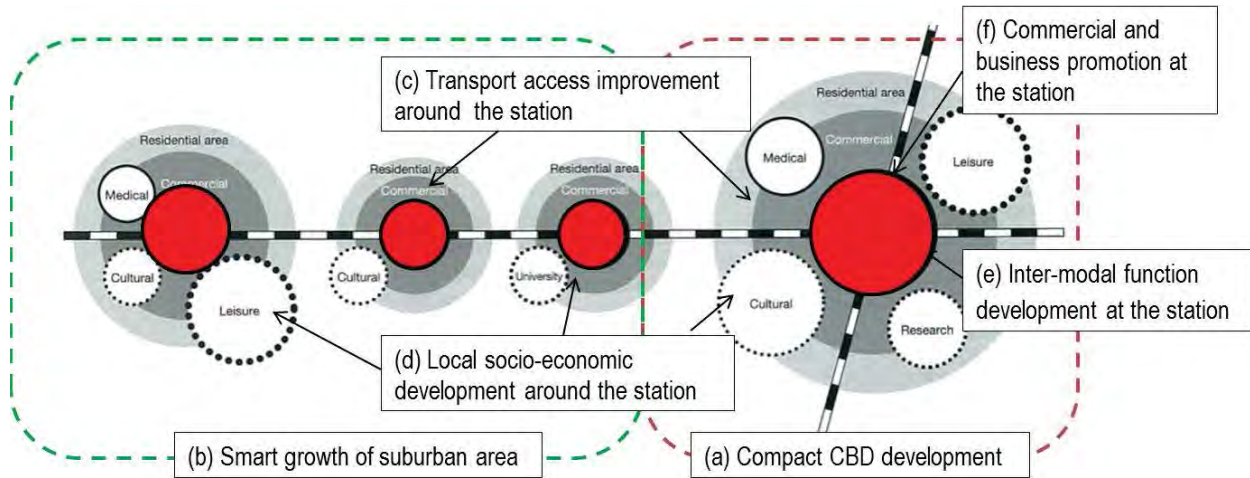 (c) Transport access improvement
around the station
(f) Commercial and
business promotion at
the station
Residential area
Commercial
Medical
Cultural
Leisure
Residential area
Commercial
Cultural
Residential area
Commercial
University
Residential area
Commercial
Medical
Leisure
Cultural
Research
(e) Inter-modal function
development at the station
(d) Local socio-economic
development around the station
(b) Smart growth of suburban area
(a) Compact CBD development